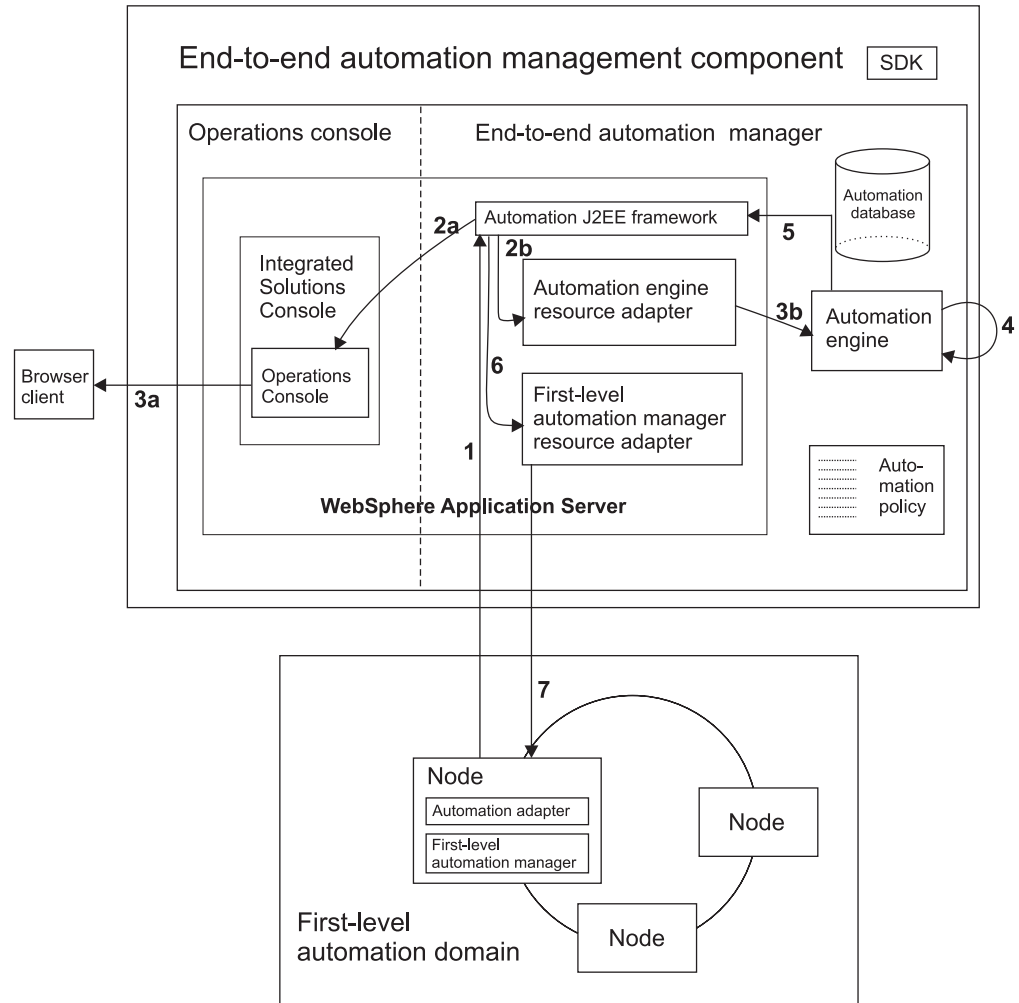 End-to-end automation management component
SDK
Operations console
End-to-end automation manager
Automation
database
2a
Automation J2EE framework
5
2b
Integrated
Solutions
Console
Automation engine
resource adapter
3b
Automation
engine
4
Browser
client
3a
Operations
Console
6
First-level
automation manager
resource adapter
1
Auto-
mation
policy
WebSphere Application Server
7
Node
Automation adapter
First-level
automation manager
Node
Node
First-level
automation domain